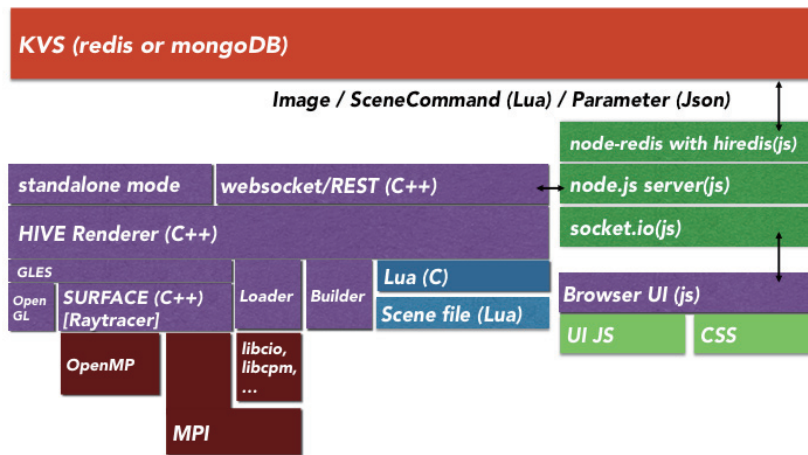 KVS (redis or mongoDB)
Image / SceneCommand (Lua) / Parameter (Json)
node-redis with hiredis(js)
standalone mode
websocket/REST (C++)
node.js server(js)
HIVE Renderer (C++)
socket.io(js)
GLES
Open
GL
SURFACE (C++)
[Raytracer]
Loader
Builder
Lua (C)
Scene file (Lua)
Browser UI (js)
UI JS
CSS
OpenMP
libcio,
libcpm,
...
MPI